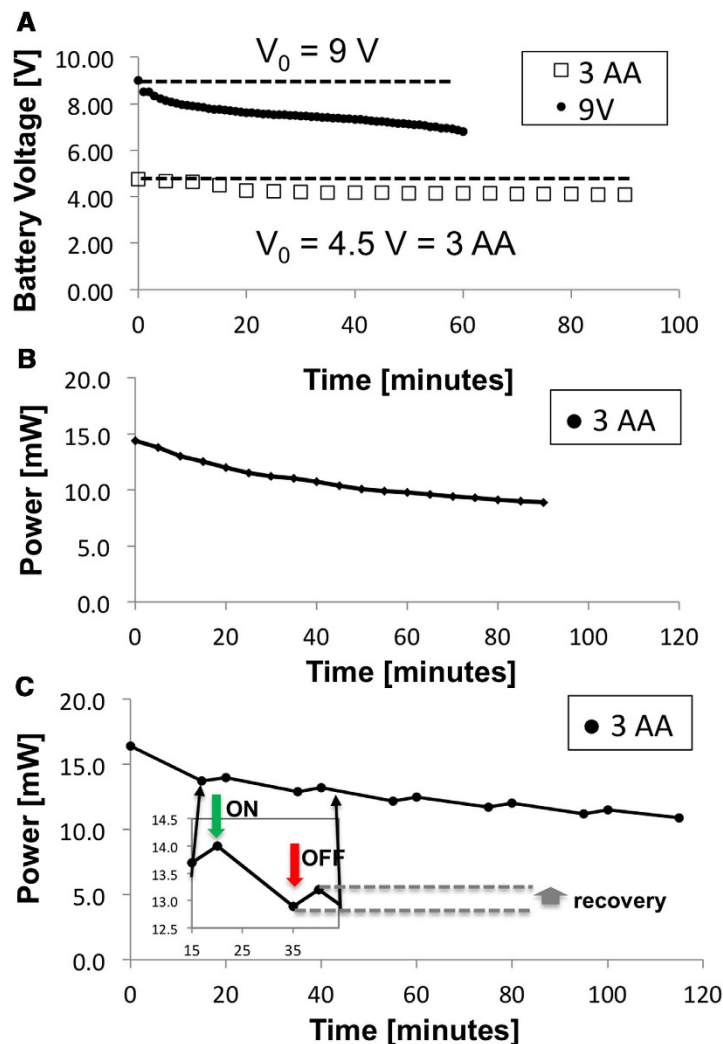 A
Battery Voltage [V]
10.00
8.00
6.00
4.00
2.00
0.00
V0 = 9 V
3 AA
9V
V0 = 4.5 V = 3 AA
0 20 40 60 80 100
Time [minutes]
B
Power [mW]
20.0
15.0
10.0
5.0
0.0
3 AA
0 20 40 60 80 100 120
Time [minutes]
C
Power [mW]
20.0
15.0
10.0
5.0
0.0
3 AA
ON
OFF
14.5
14.0
13.5
13.0
12.5
15 25 35
recovery
0 20 40 60 80 100 120
Time [minutes]